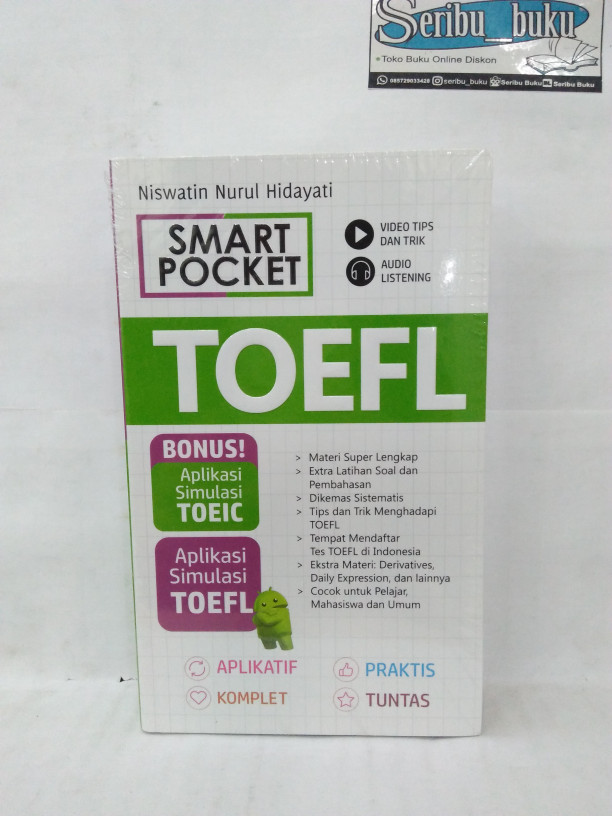 Seribu_buku
Toko Buku Online Diskon
085729033428 seribu_buku Seribu Buku Seribu Buku
Niswatin Nurul Hidayati
SMART
POCKET
VIDEO TIPS
DAN TRIK
AUDIO
LISTENING
TOEFL
BONUS!
Aplikasi
Simulasi
TOEIC
Aplikasi
Simulasi
TOEFL
> Materi Super Lengkap
> Extra Latihan Soal dan
Pembahasan
> Dikemas Sistematis
> Tips dan Trik Menghadapi
TOEFL
> Tempat Mendaftar
Tes TOEFL di Indonesia
> Ekstra Materi: Derivatives,
Daily Expression, dan lainnya
> Cocok untuk Pelajar,
Mahasiswa dan Umum
APLIKATIF
PRAKTIS
KOMPLET
TUNTAS